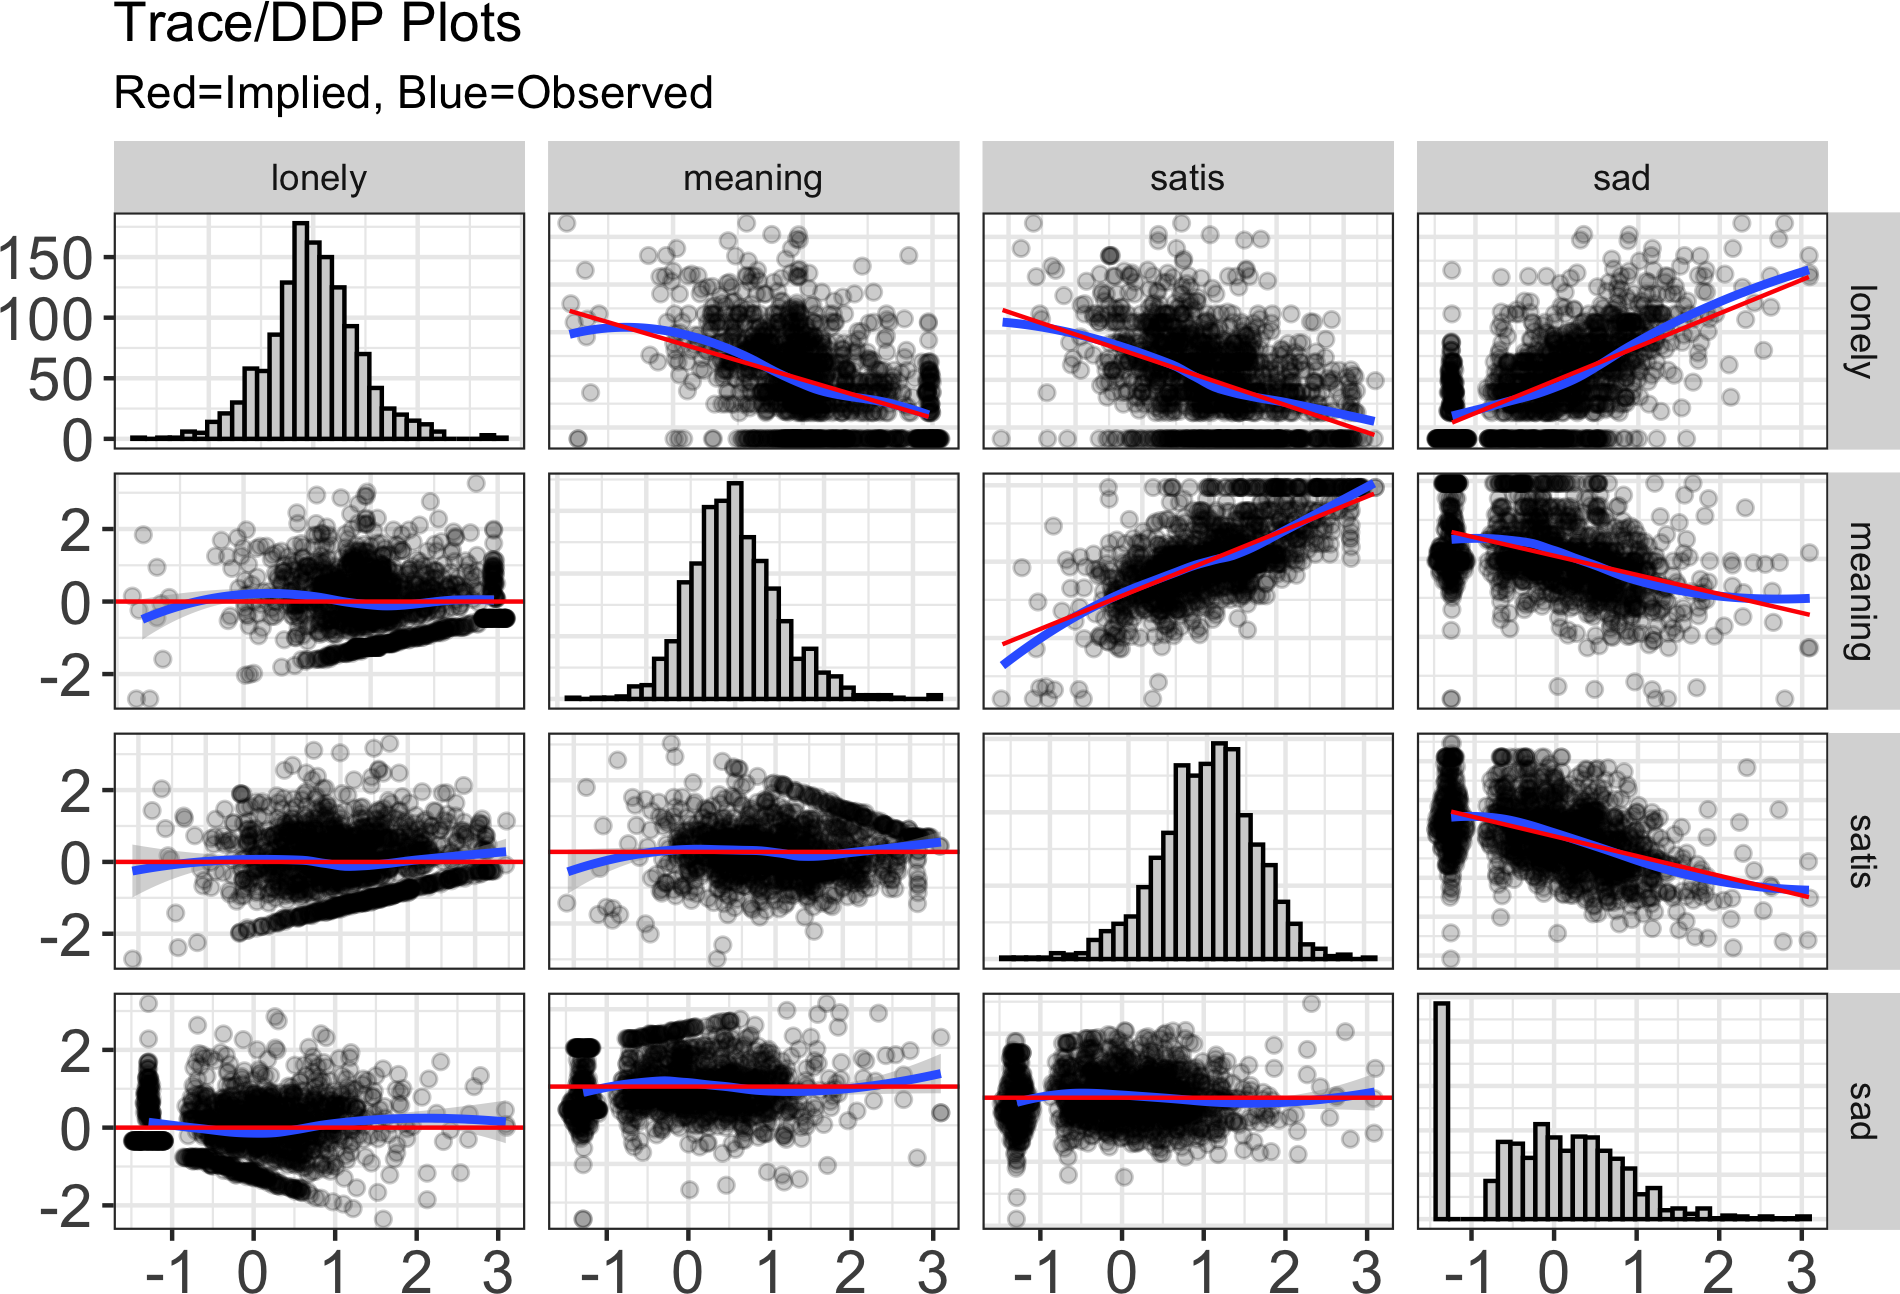 Trace/DDP Plots
Red=Implied, Blue=Observed
lonely meaning satis sad
150
100
50
0
lonely
2
0
-2
meaning
2
0
-2
satis
2
0
-2
sad
-1 0 1 2 3 -1 0 1 2 3 -1 0 1 2 3 -1 0 1 2 3